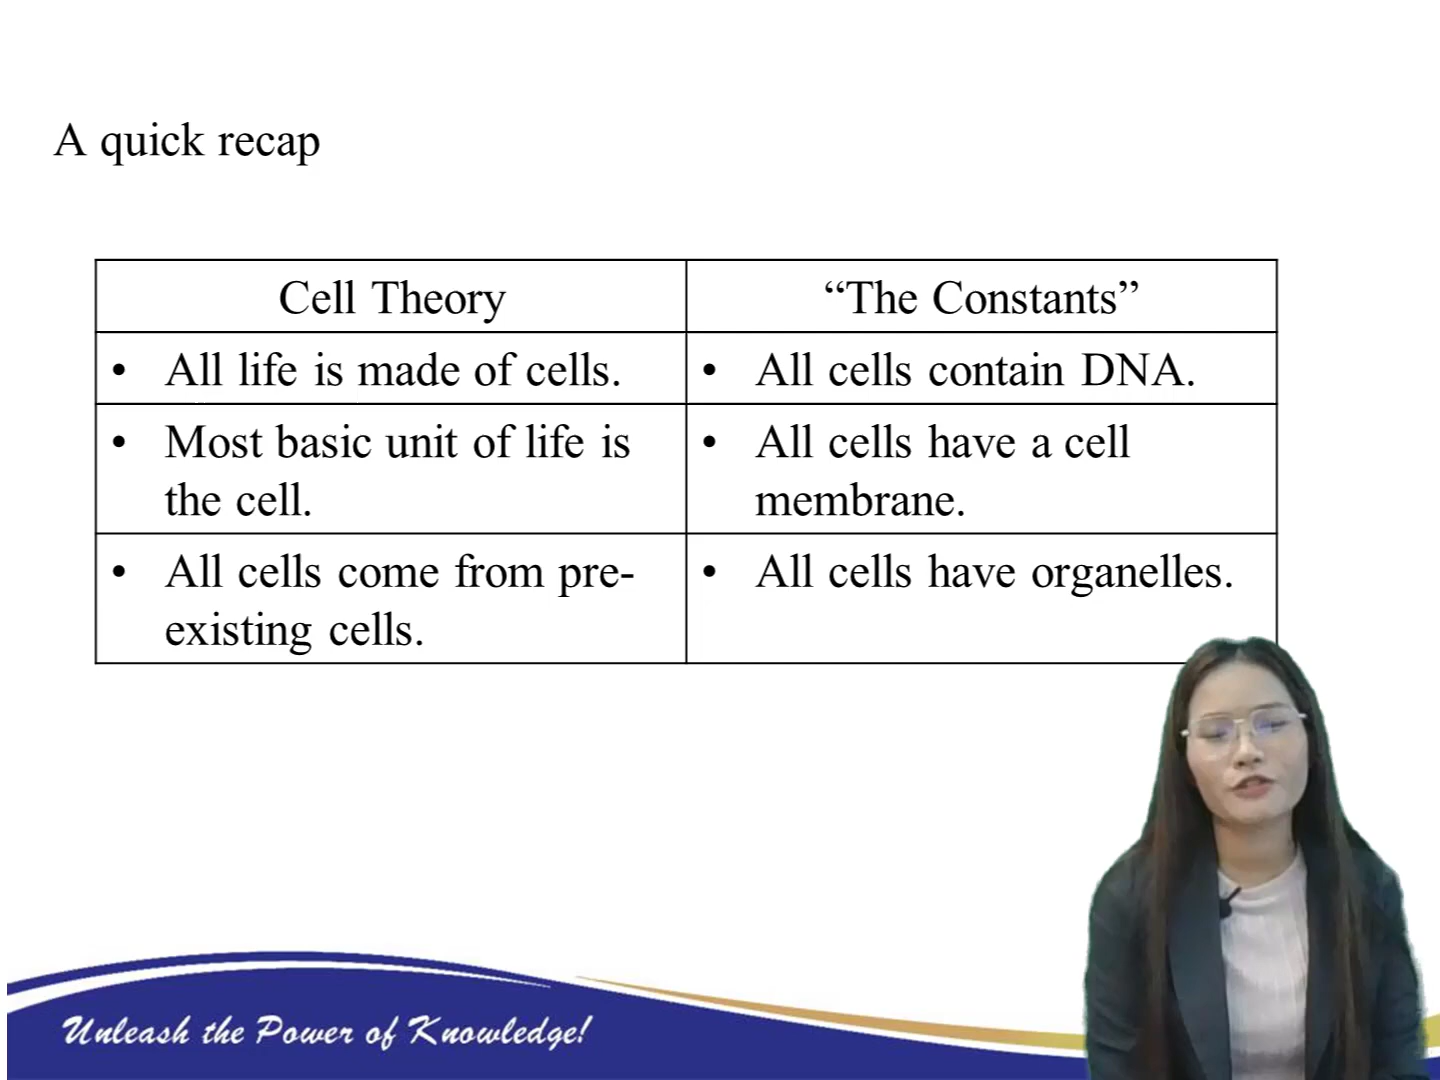 A quick recap
Cell Theory
“The Constants”
• All life is made of cells.
• All cells contain DNA.
• Most basic unit of life is
the cell.
• All cells have a cell
membrane.
• All cells come from pre-
existing cells.
• All cells have organelles.
Unleash the Power of Knowledge!